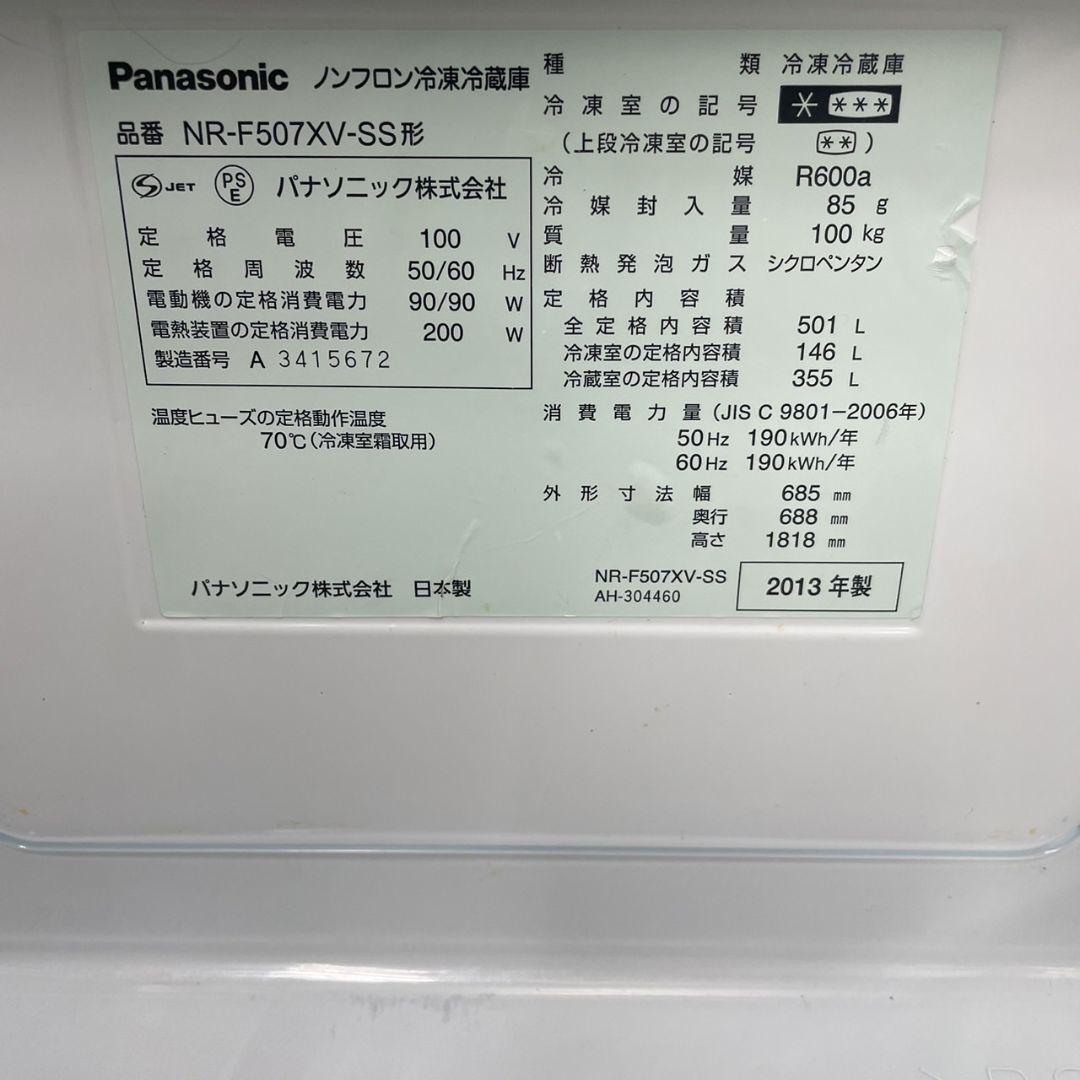 Panasonic ノンフロン冷凍冷蔵庫
品番 NR-F507XV-SS形
JET PSE パナソニック株式会社
定格電圧 100 V
定格周波数 50/60 Hz
電動機の定格消費電力 90/90 W
電熱装置の定格消費電力 200 W
製造番号 A 3415672
温度ヒューズの定格動作温度
70℃(冷凍室霜取用)
パナソニック株式会社 日本製
種類 冷凍冷蔵庫
冷凍室の記号 * ***
(上段冷凍室の記号 **)
冷媒 R600a
冷媒封入量 85 g
質量 100 kg
断熱発泡ガス シクロペンタン
定格内容積
全定格内容積 501 L
冷凍室の定格内容積 146 L
冷蔵室の定格内容積 355 L
消費電力量(JIS C 9801-2006年)
50Hz 190kWh/年
60Hz 190kWh/年
外形寸法 幅 685 mm
奥行 688 mm
高さ 1818 mm
NR-F507XV-SS
AH-304460
2013年製